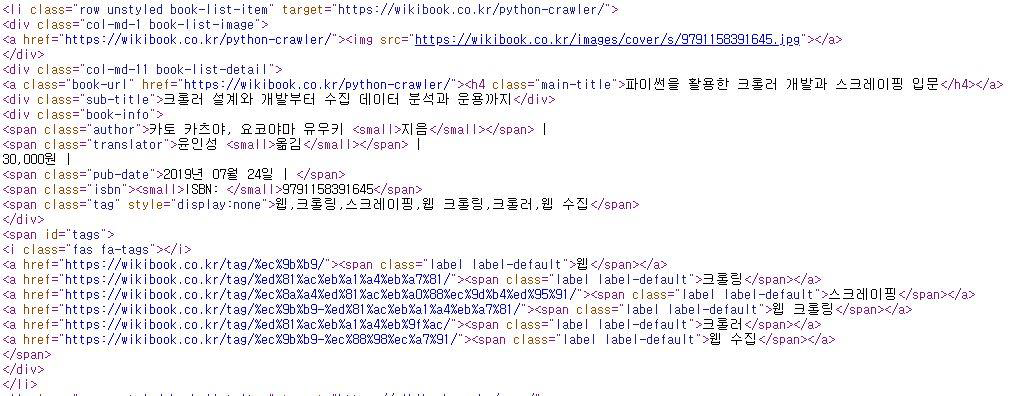 <li class="row unstyled book-list-item" target="https://wikibook.co.kr/python-crawler/">
<div class="col-md-1 book-list-image">
<a href="https://wikibook.co.kr/python-crawler/"><img src="https://wikibook.co.kr/images/cover/s/9791158391645.jpg"></a>
</div>
<div class="col-md-11 book-list-detail">
<a class="book-url" href="https://wikibook.co.kr/python-crawler/"><h4 class="main-title">파이썬을 활용한 크롤러 개발과 스크레이핑 입문</h4></a>
<div class="sub-title">크롤러 설계와 개발부터 수집 데이터 분석과 운용까지</div>
<div class="book-info">
<span class="author">카토 카츠야, 요코야마 유우키 <small>지음</small></span> |
<span class="translator">윤인성 <small>옮김</small></span> |
30,000원 |
<span class="pub-date">2019년 07월 24일 | </span>
<span class="isbn"><small>ISBN: </small>9791158391645</span>
<span class="tag" style="display:none">웹,크롤링,스크레이핑,웹 크롤링,크롤러,웹 수집</span>
</div>
<span id="tags">
<i class="fas fa-tags"></i>
<a href="https://wikibook.co.kr/tag/%ec%9b%b9/"><span class="label label-default">웹</span></a>
<a href="https://wikibook.co.kr/tag/%ed%81%ac%eb%a1%a4%eb%a7%81/"><span class="label label-default">크롤링</span></a>
<a href="https://wikibook.co.kr/tag/%ec%8a%a4%ed%81%ac%eb%a0%88%ec%9d%b4%ed%95%91/"><span class="label label-default">스크레이핑</span></a>
<a href="https://wikibook.co.kr/tag/%ec%9b%b9-%ed%81%ac%eb%a1%a4%eb%a7%81/"><span class="label label-default">웹 크롤링</span></a>
<a href="https://wikibook.co.kr/tag/%ed%81%ac%eb%a1%a4%eb%9f%ac/"><span class="label label-default">크롤러</span></a>
<a href="https://wikibook.co.kr/tag/%ec%9b%b9-%ec%88%98%ec%a7%91/"><span class="label label-default">웹 수집</span></a>
</span>
</div>
</li>